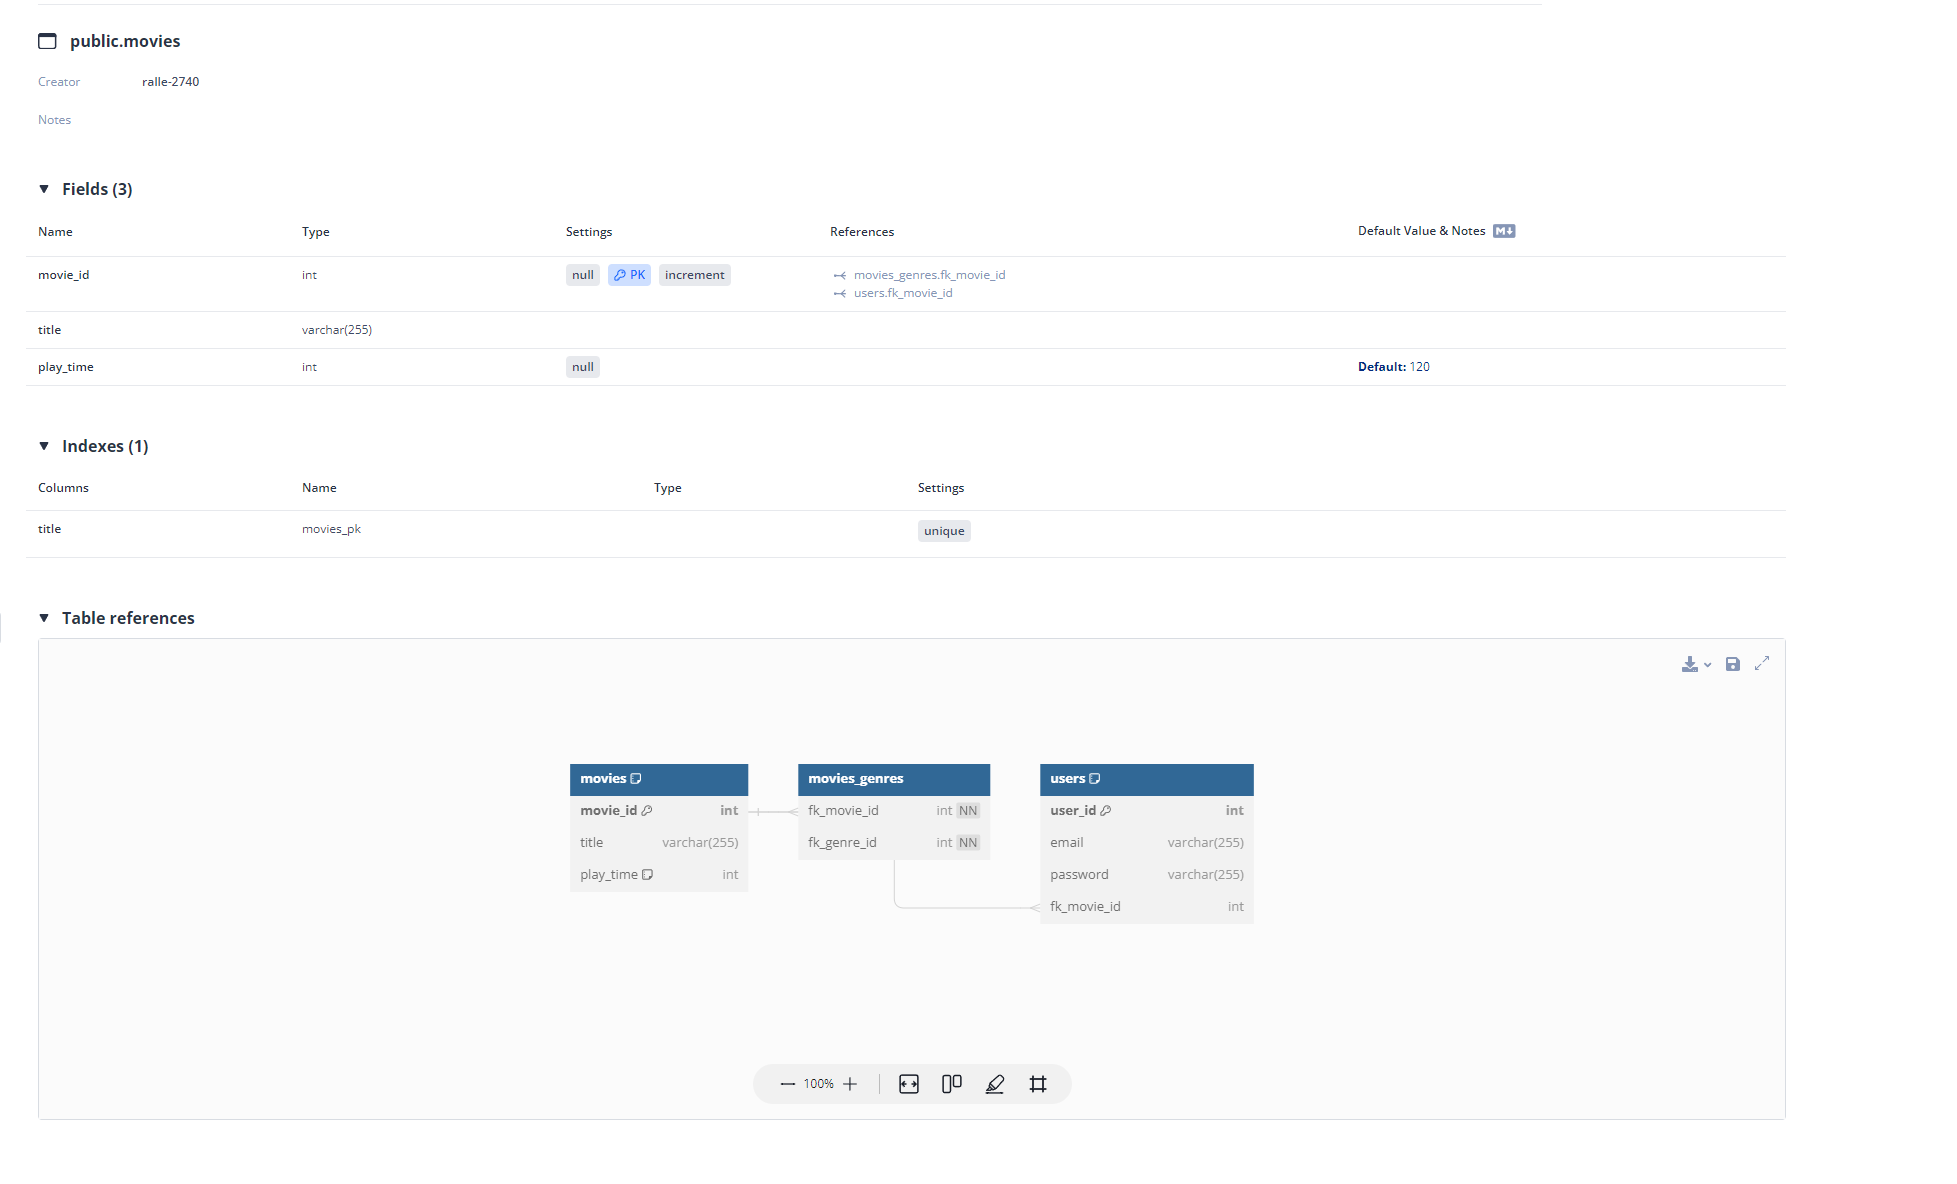 public.movies
Creator ralle-2740
Notes
Fields (3)
Name Type Settings References Default Value & Notes M↓
movie_id int null PK increment movies_genres.fk_movie_id
users.fk_movie_id
title varchar(255)
play_time int null Default: 120
Indexes (1)
Columns Name Type Settings
title movies_pk unique
Table references
movies movies_genres users
movie_id int fk_movie_id int NN user_id int
title varchar(255) fk_genre_id int NN email varchar(255)
play_time int password varchar(255)
fk_movie_id int
100%